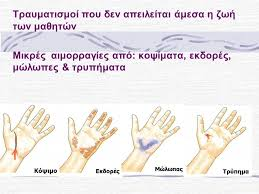 Τραυματισμοί που δεν απειλείται άμεσα η ζωή
των μαθητών
Μικρές αιμορραγίες από: κοψίματα, εκδορές,
μώλωπες & τρυπήματα
Κόψιμο
Εκδορές
Μώλωπας
Τρύπημα